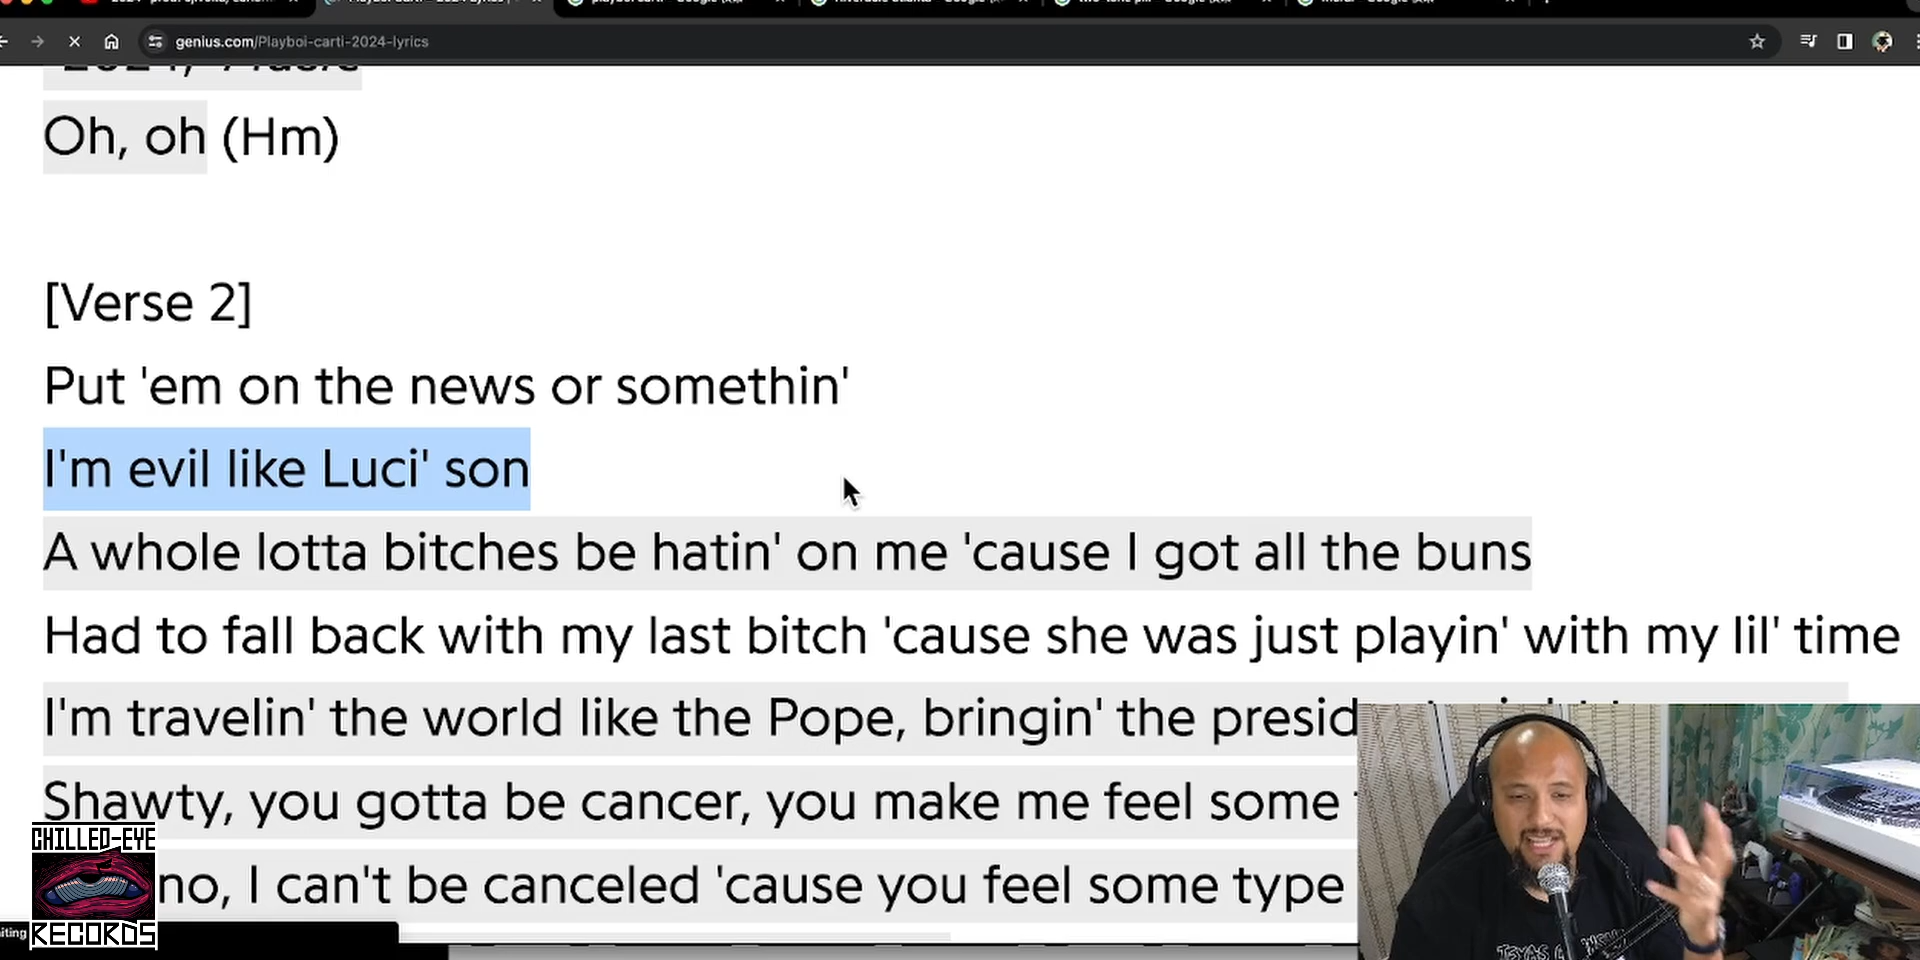 genius.com/Playboi-carti-2024-lyrics
Oh, oh (Hm)
[Verse 2]
Put 'em on the news or somethin'
I'm evil like Luci' son
A whole lotta bitches be hatin' on me 'cause I got all the buns
Had to fall back with my last bitch 'cause she was just playin' with my lil' time
I'm travelin' the world like the Pope, bringin' the
Shawty, you gotta be cancer, you make me feel some
no, I can't be canceled 'cause you feel some type
CHILLED-EYE
RECORDS